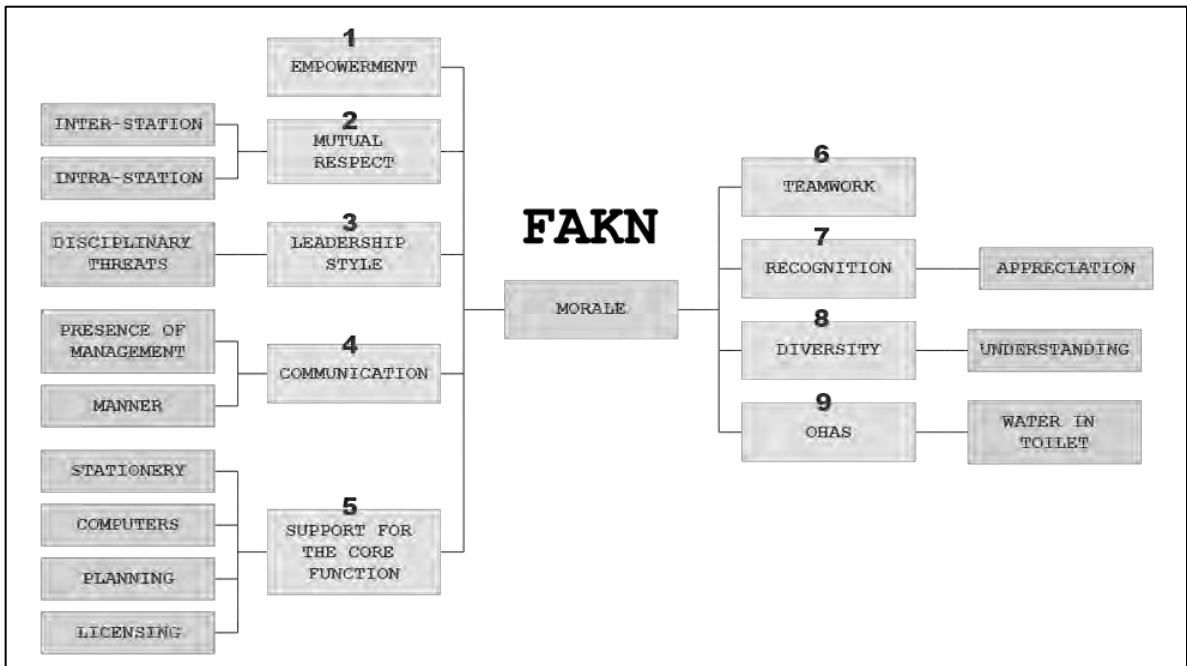 1
EMPOWERMENT
INTER-STATION
INTRA-STATION
2
MUTUAL
RESPECT
DISCIPLINARY
THREATS
3
LEADERSHIP
STYLE
PRESENCE OF
MANAGEMENT
MANNER
4
COMMUNICATION
STATIONERY
COMPUTERS
PLANNING
LICENSING
5
SUPPORT FOR
THE CORE
FUNCTION
FAKN
MORALE
6
TEAMWORK
7
RECOGNITION
APPRECIATION
8
DIVERSITY
UNDERSTANDING
9
OHAS
WATER IN
TOILET